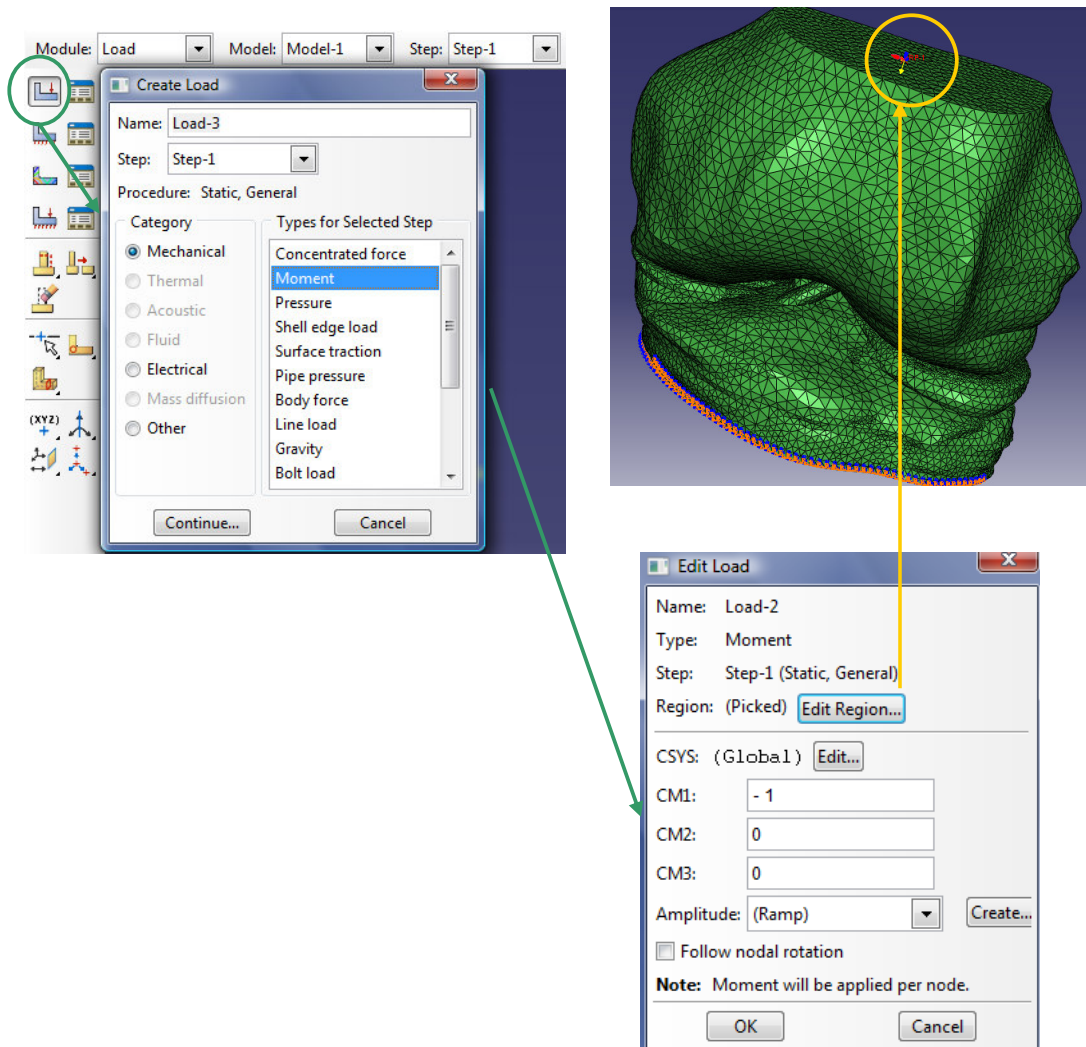 Module: Load Model: Model-1 Step: Step-1
Create Load
Name: Load-3
Step: Step-1
Procedure: Static, General
Category
Mechanical
Thermal
Acoustic
Fluid
Electrical
Mass diffusion
Other
Types for Selected Step
Concentrated force
Moment
Pressure
Shell edge load
Surface traction
Pipe pressure
Body force
Line load
Gravity
Bolt load
Continue... Cancel
(XYZ)
Edit Load
Name: Load-2
Type: Moment
Step: Step-1 (Static, General)
Region: (Picked) Edit Region...
CSYS: (Global) Edit...
CM1: - 1
CM2: 0
CM3: 0
Amplitude: (Ramp) Create...
Follow nodal rotation
Note: Moment will be applied per node.
OK Cancel